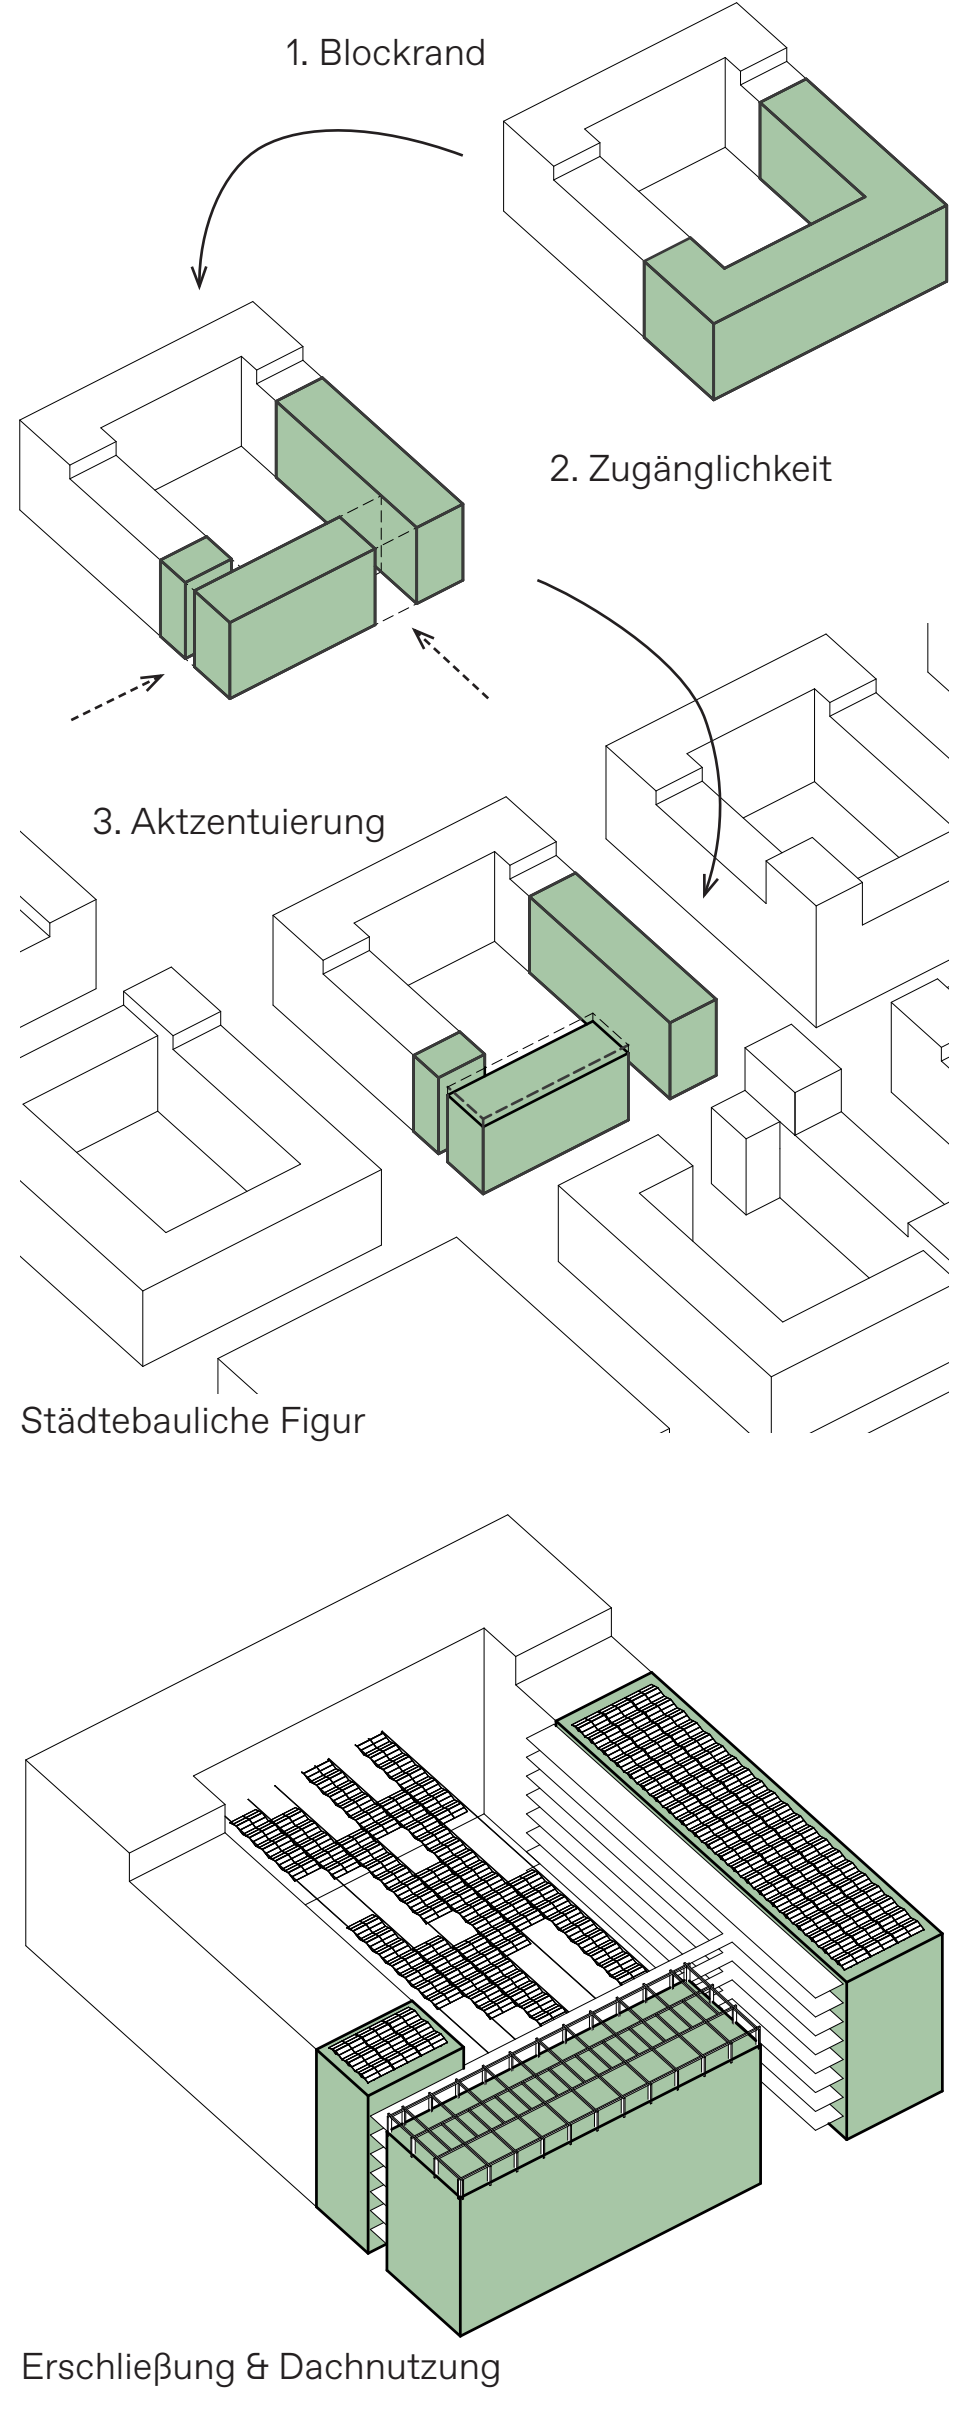 1. Blockrand
2. Zugänglichkeit
3. Aktzentuierung
Städtebauliche Figur
Erschließung & Dachnutzung